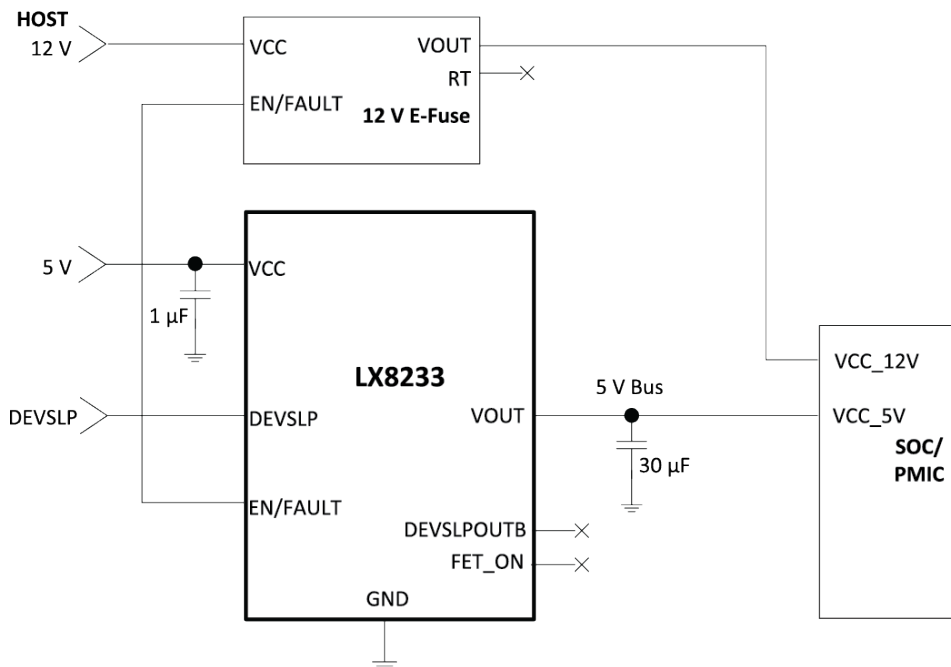 HOST
12 V
VCC
VOUT
RT
EN/FAULT
12 V E-Fuse
5 V
VCC
1 µF
LX8233
DEVSLP
DEVSLP
VOUT
5 V Bus
30 µF
EN/FAULT
DEVSLPOUTB
FET_ON
GND
VCC_12V
VCC_5V
SOC/
PMIC